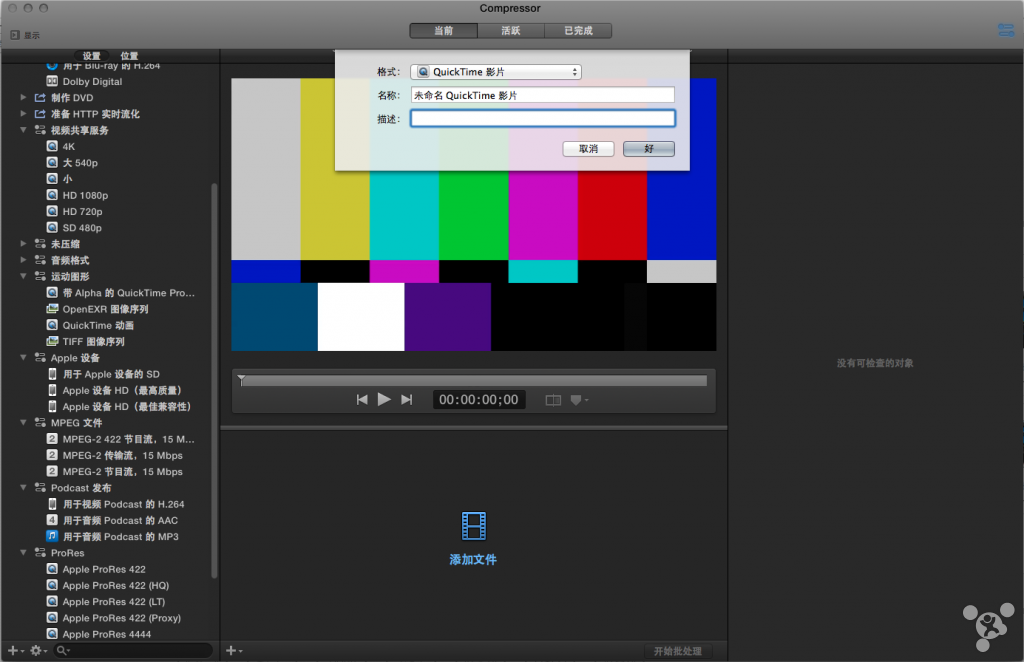 Compressor
当前
活跃
已完成
显示
设置
位置
用于 Blu-ray 的 H.264
Dolby Digital
制作 DVD
准备 HTTP 实时流化
视频共享服务
4K
大 540p
小
HD 1080p
HD 720p
SD 480p
未压缩
音频格式
运动图形
带 Alpha 的 QuickTime Pro...
OpenEXR 图像序列
QuickTime 动画
TIFF 图像序列
Apple 设备
用于 Apple 设备的 SD
Apple 设备 HD（最高质量）
Apple 设备 HD（最佳兼容性）
MPEG 文件
MPEG-2 422 节目流，15 M...
MPEG-2 传输流，15 Mbps
MPEG-2 节目流，15 Mbps
Podcast 发布
用于视频 Podcast 的 H.264
用于音频 Podcast 的 AAC
用于音频 Podcast 的 MP3
ProRes
Apple ProRes 422
Apple ProRes 422 (HQ)
Apple ProRes 422 (LT)
Apple ProRes 422 (Proxy)
Apple ProRes 4444
格式： QuickTime 影片
名称： 未命名 QuickTime 影片
描述：
取消
好
00:00:00;00
添加文件
没有可检查的对象
开始批处理